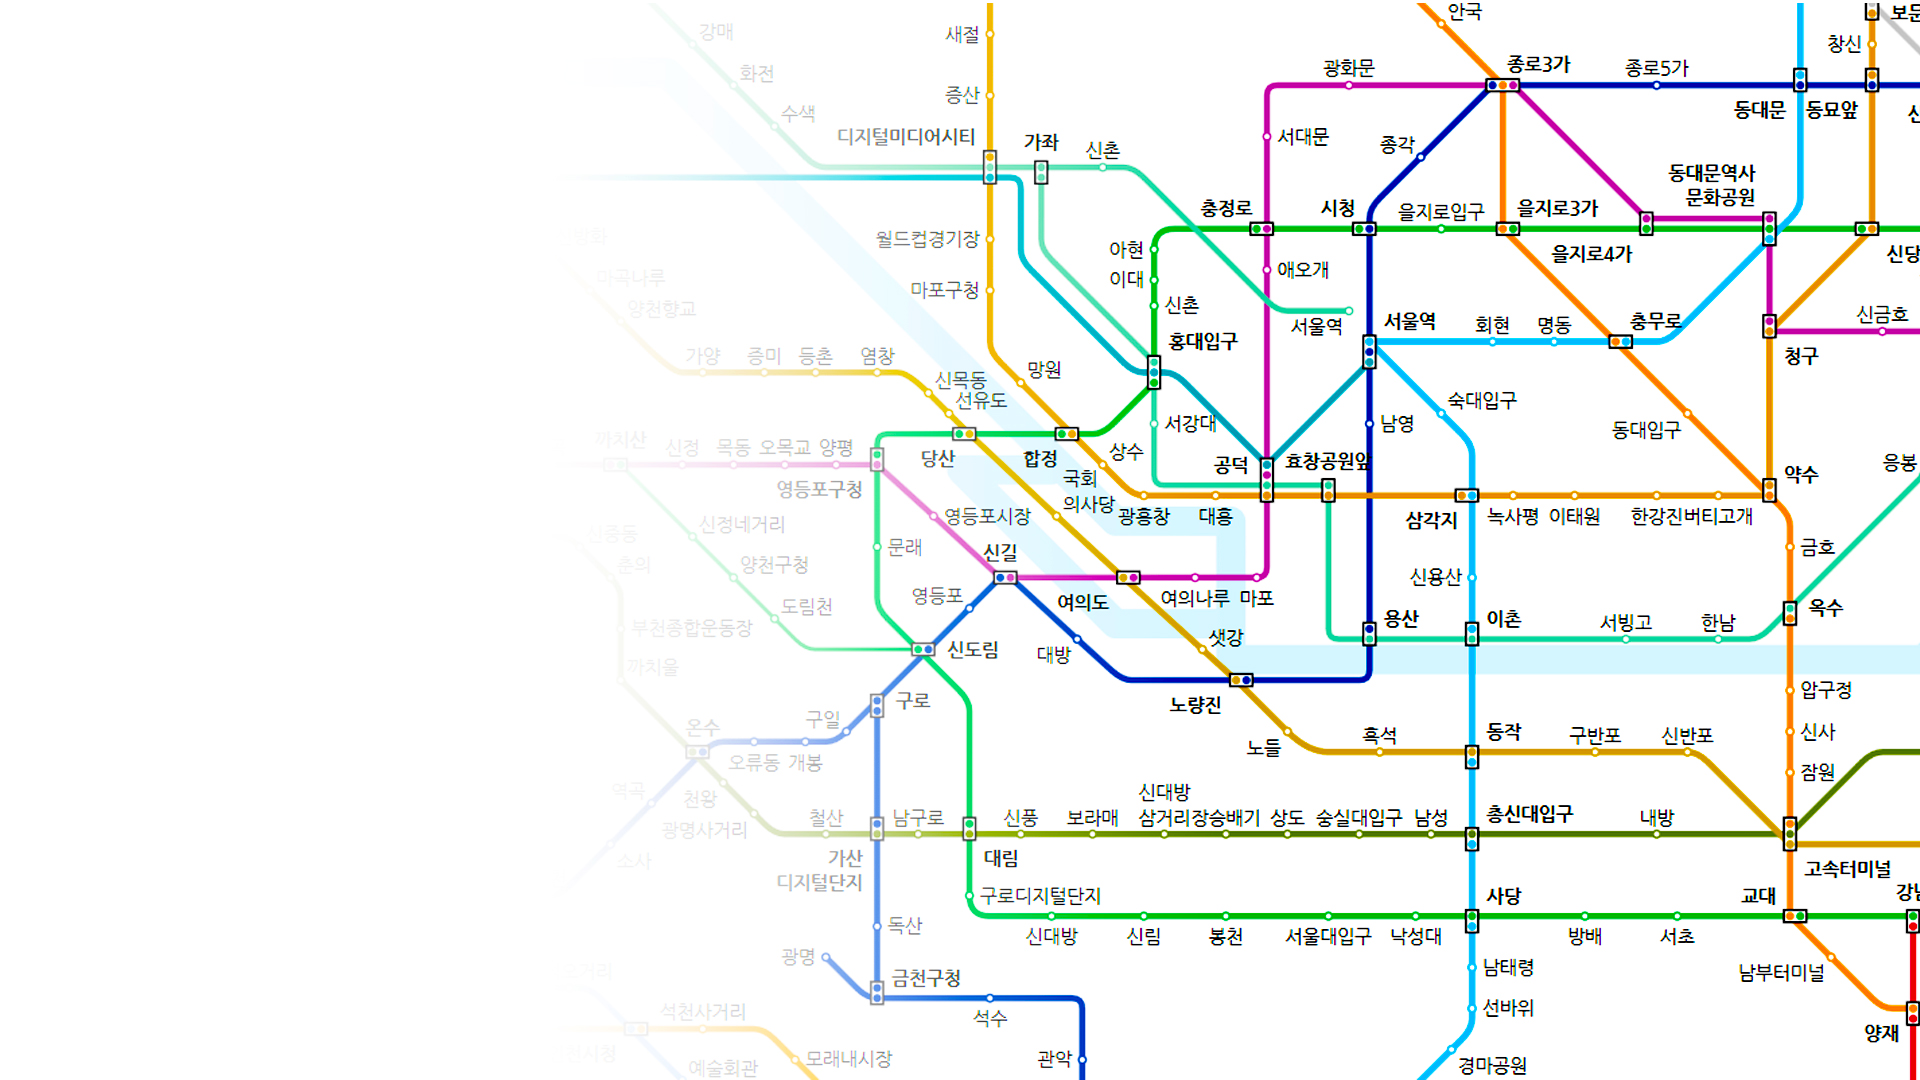 안국
보문
강매
새절
창신
화전
광화문
종로3가
종로5가
증산
수색
동대문
동묘앞
디지털미디어시티
가좌
신촌
서대문
종각
동대문역사
문화공원
충정로
시청
을지로입구
을지로3가
월드컵경기장
아현
을지로4가
신당
마곡나루
이대
애오개
마포구청
신촌
양천향교
서울역
서울역
회현
명동
충무로
신금호
홍대입구
가양
증미
등촌
염창
청구
망원
신목동
선유도
숙대입구
서강대
남영
동대입구
까치산
신정
목동
오목교
양평
당산
합정
상수
공덕
효창공원앞
응봉
약수
영등포구청
국회
의사당
광흥창
대흥
삼각지
녹사평
이태원
한강진
버티고개
신정네거리
영등포시장
신중동
문래
신길
금호
춘의
양천구청
신용산
영등포
여의도
여의나루
마포
도림천
용산
이촌
서빙고
한남
옥수
부천종합운동장
신도림
대방
샛강
까치울
압구정
구로
노량진
구일
온수
노들
흑석
동작
구반포
신반포
신사
오류동
개봉
잠원
역곡
천왕
신대방
삼거리
광명사거리
철산
남구로
신풍
보라매
장승배기
상도
숭실대입구
남성
총신대입구
내방
소사
가산
디지털단지
대림
고속터미널
구로디지털단지
사당
교대
강남
독산
신대방
신림
봉천
서울대입구
낙성대
방배
서초
광명
금천구청
남태령
남부터미널
석천사거리
석수
선바위
양재
예술회관
모래내시장
관악
경마공원